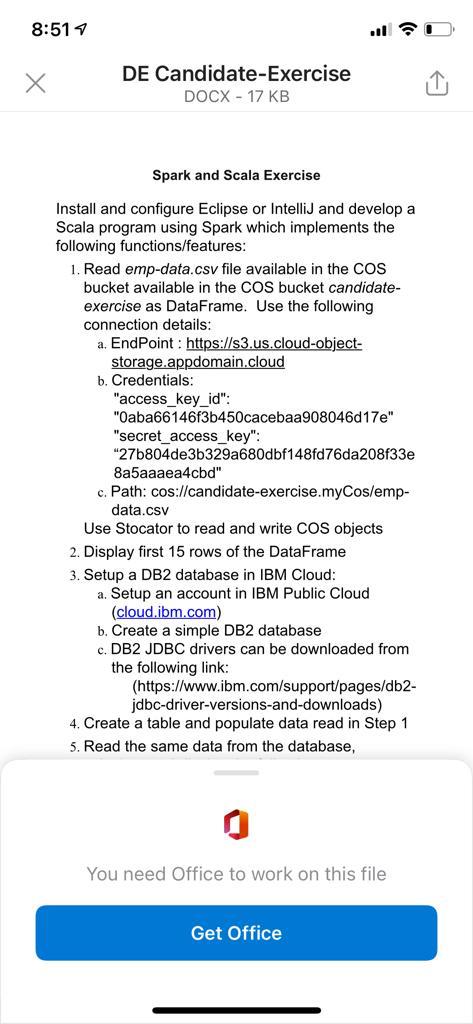 8:51
DE Candidate-Exercise
DOCX - 17 KB
Spark and Scala Exercise
Install and configure Eclipse or IntelliJ and develop a
Scala program using Spark which implements the
following functions/features:
1. Read emp-data.csv file available in the COS
bucket available in the COS bucket candidate-
exercise as DataFrame. Use the following
connection details:
a. EndPoint : https://s3.us.cloud-object-
storage.appdomain.cloud
b. Credentials:
"access_key_id":
"0aba66146f3b450cacebaa908046d17e"
"secret_access_key":
“27b804de3b329a680dbf148fd76da208f33e
8a5aaaea4cbd"
c. Path: cos://candidate-exercise.myCos/emp-
data.csv
Use Stocator to read and write COS objects
2. Display first 15 rows of the DataFrame
3. Setup a DB2 database in IBM Cloud:
a. Setup an account in IBM Public Cloud
(cloud.ibm.com)
b. Create a simple DB2 database
c. DB2 JDBC drivers can be downloaded from
the following link:
(https://www.ibm.com/support/pages/db2-
jdbc-driver-versions-and-downloads)
4. Create a table and populate data read in Step 1
5. Read the same data from the database,
You need Office to work on this file
Get Office